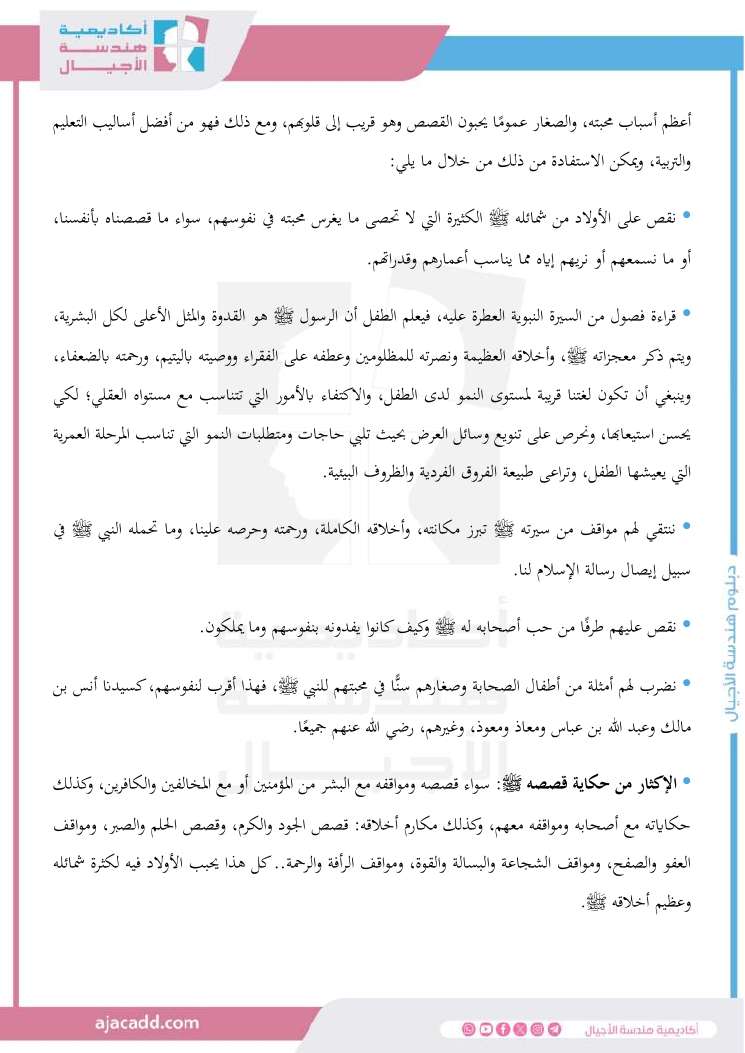 أكاديمية
هندسة
الأجيال
أعظم أسباب محبته، والصغار عمومًا يحبون القصص وهو قريب إلى قلوبهم، ومع ذلك فهو من أفضل أساليب التعليم
والتربية، ويمكن الاستفادة من ذلك من خلال ما يلي:
• نقص على الأولاد من شمائله ﷺ الكثيرة التي لا تحصى ما يغرس محبته في نفوسهم، سواء ما قصصناه بأنفسنا،
أو ما نسمعهم أو نريهم إياه مما يناسب أعمارهم وقدراتهم.
• قراءة فصول من السيرة النبوية العطرة عليه، فيعلم الطفل أن الرسول ﷺ هو القدوة والمثل الأعلى لكل البشرية،
ويتم ذكر معجزاته ﷺ، وأخلاقه العظيمة ونصرته للمظلومين وعطفه على الفقراء ووصيته باليتيم، ورحمته بالضعفاء،
وينبغي أن تكون لغتنا قريبة لمستوى النمو لدى الطفل، والاكتفاء بالأمور التي تتناسب مع مستواه العقلي؛ لكي
يحسن استيعابها، ونحرص على تنويع وسائل العرض بحيث تلبي حاجات ومتطلبات النمو التي تناسب المرحلة العمرية
التي يعيشها الطفل، وتراعى طبيعة الفروق الفردية والظروف البيئية.
• ننتقي لهم مواقف من سيرته ﷺ تبرز مكانته، وأخلاقه الكاملة، ورحمته وحرصه علينا، وما تحمله النبي ﷺ في
سبيل إيصال رسالة الإسلام لنا.
• نقص عليهم طرفًا من حب أصحابه له ﷺ وكيف كانوا يفدونه بنفوسهم وما يملكون.
• نضرب لهم أمثلة من أطفال الصحابة وصغارهم سنًّا في محبتهم للنبي ﷺ، فهذا أقرب لنفوسهم، كسيدنا أنس بن
مالك وعبد الله بن عباس ومعاذ ومعوذ، وغيرهم، رضي الله عنهم جميعًا.
• الإكثار من حكاية قصصه ﷺ: سواء قصصه ومواقفه مع البشر من المؤمنين أو مع المخالفين والكافرين، وكذلك
حكاياته مع أصحابه ومواقفه معهم، وكذلك مكارم أخلاقه: قصص الجود والكرم، وقصص الحلم والصبر، ومواقف
العفو والصفح، ومواقف الشجاعة والبسالة والقوة، ومواقف الرأفة والرحمة.. كل هذا يحبب الأولاد فيه لكثرة شمائله
وعظيم أخلاقه ﷺ.
دبلوم هندسة الأجيال
أكاديمية
هندسة
الأجيال
أكاديمية هندسة الأجيال
ajacadd.com